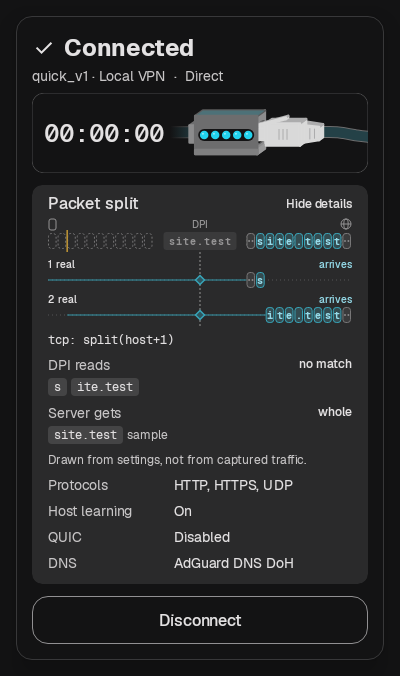 Connected
quick_v1 · Local VPN · Direct
00:00:00
Packet split Hide details
DPI
site.test ··site.test··
1 real arrives
··s
2 real arrives
ite.test··
tcp: split(host+1)
DPI reads no match
s ite.test
Server gets whole
site.test sample
Drawn from settings, not from captured traffic.
Protocols HTTP, HTTPS, UDP
Host learning On
QUIC Disabled
DNS AdGuard DNS DoH
Disconnect